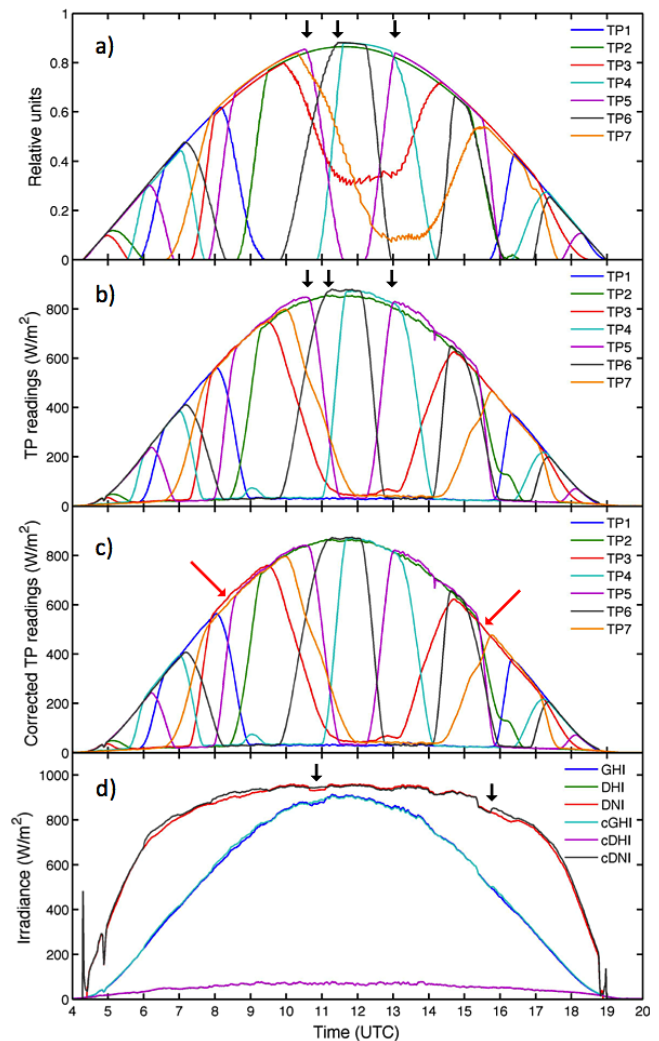 a)
Relative units
1
0.8
0.6
0.4
0.2
0
TP1
TP2
TP3
TP4
TP5
TP6
TP7
b)
TP readings (W/m²)
800
600
400
200
0
TP1
TP2
TP3
TP4
TP5
TP6
TP7
c)
Corrected TP readings (W/m²)
800
600
400
200
0
TP1
TP2
TP3
TP4
TP5
TP6
TP7
d)
Irradiance (W/m²)
1000
800
600
400
200
0
GHI
DHI
DNI
cGHI
cDHI
cDNI
4 5 6 7 8 9 10 11 12 13 14 15 16 17 18 19 20
Time (UTC)